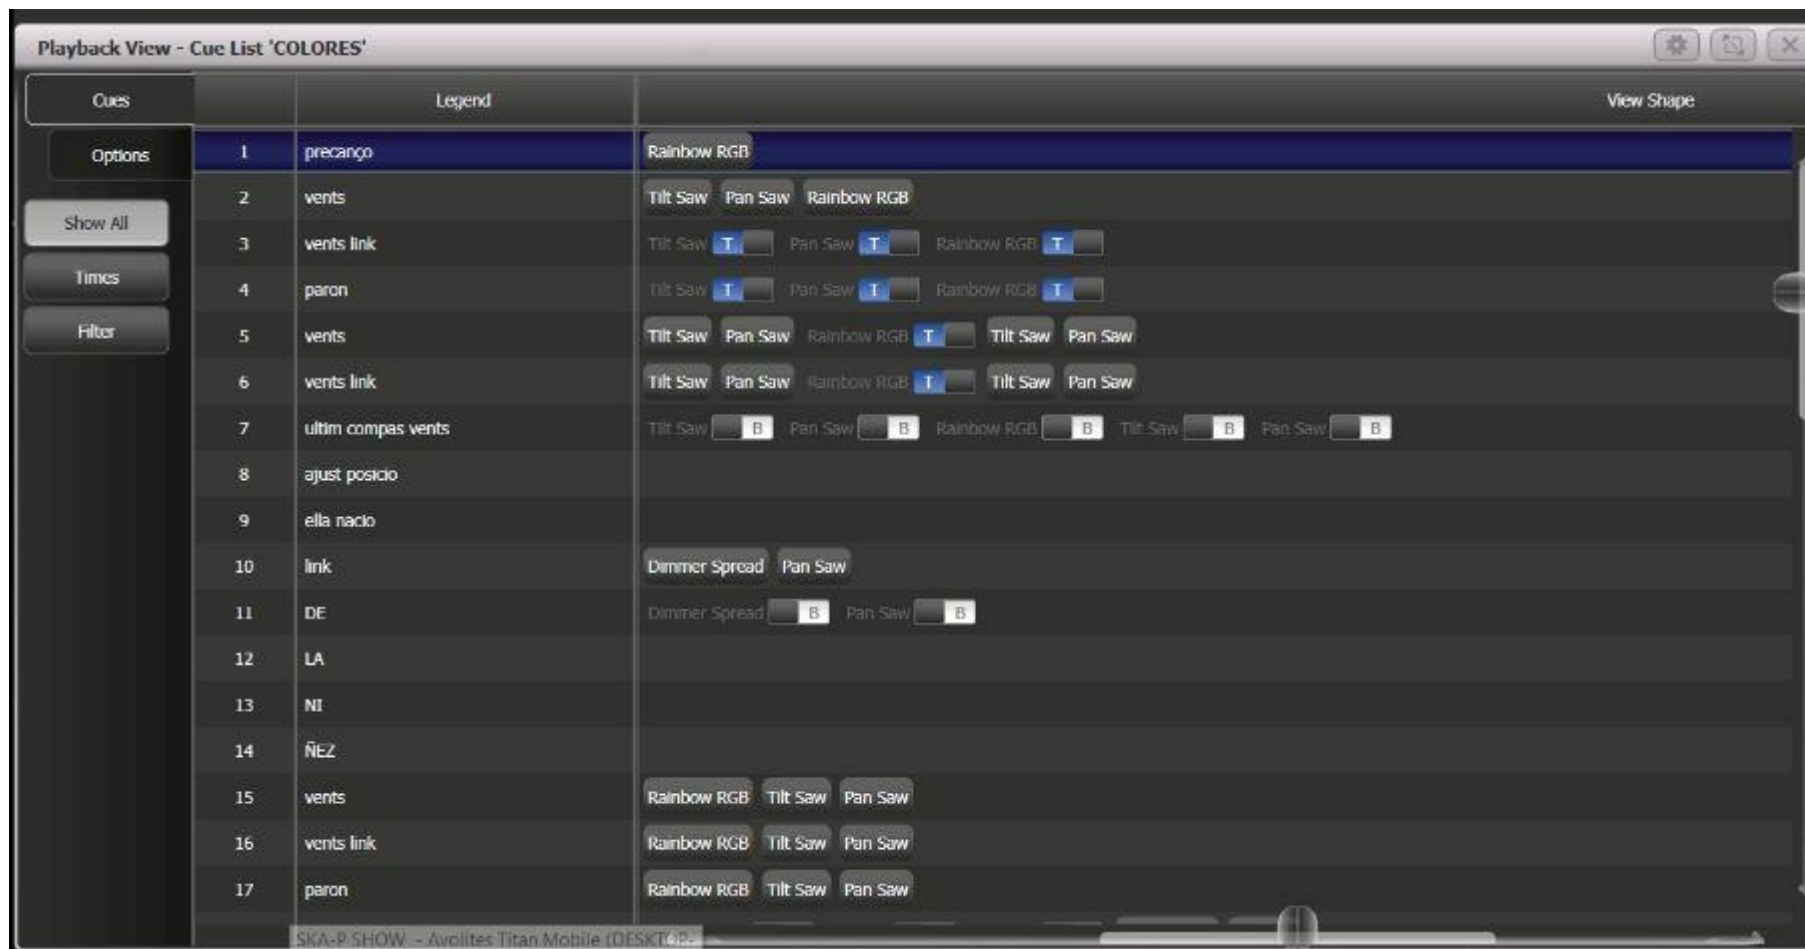 Playback View - Cue List 'COLORES'
Cues Legend View Shape
Options
Show All
Times
Filter
1 precanço Rainbow RGB
2 vents Tilt Saw Pan Saw Rainbow RGB
3 vents link Tilt Saw T Pan Saw T Rainbow RGB T
4 paron Tilt Saw T Pan Saw T Rainbow RGB T
5 vents Tilt Saw Pan Saw Rainbow RGB T Tilt Saw Pan Saw
6 vents link Tilt Saw Pan Saw Rainbow RGB T Tilt Saw Pan Saw
7 ultim compas vents Tilt Saw B Pan Saw B Rainbow RGB B Tilt Saw B Pan Saw B
8 ajust posicio
9 ella nacio
10 link Dimmer Spread Pan Saw
11 DE Dimmer Spread B Pan Saw B
12 LA
13 NI
14 ÑEZ
15 vents Rainbow RGB Tilt Saw Pan Saw
16 vents link Rainbow RGB Tilt Saw Pan Saw
17 paron Rainbow RGB Tilt Saw Pan Saw
SKA-P SHOW - Avolites Titan Mobile (DESKTOP-